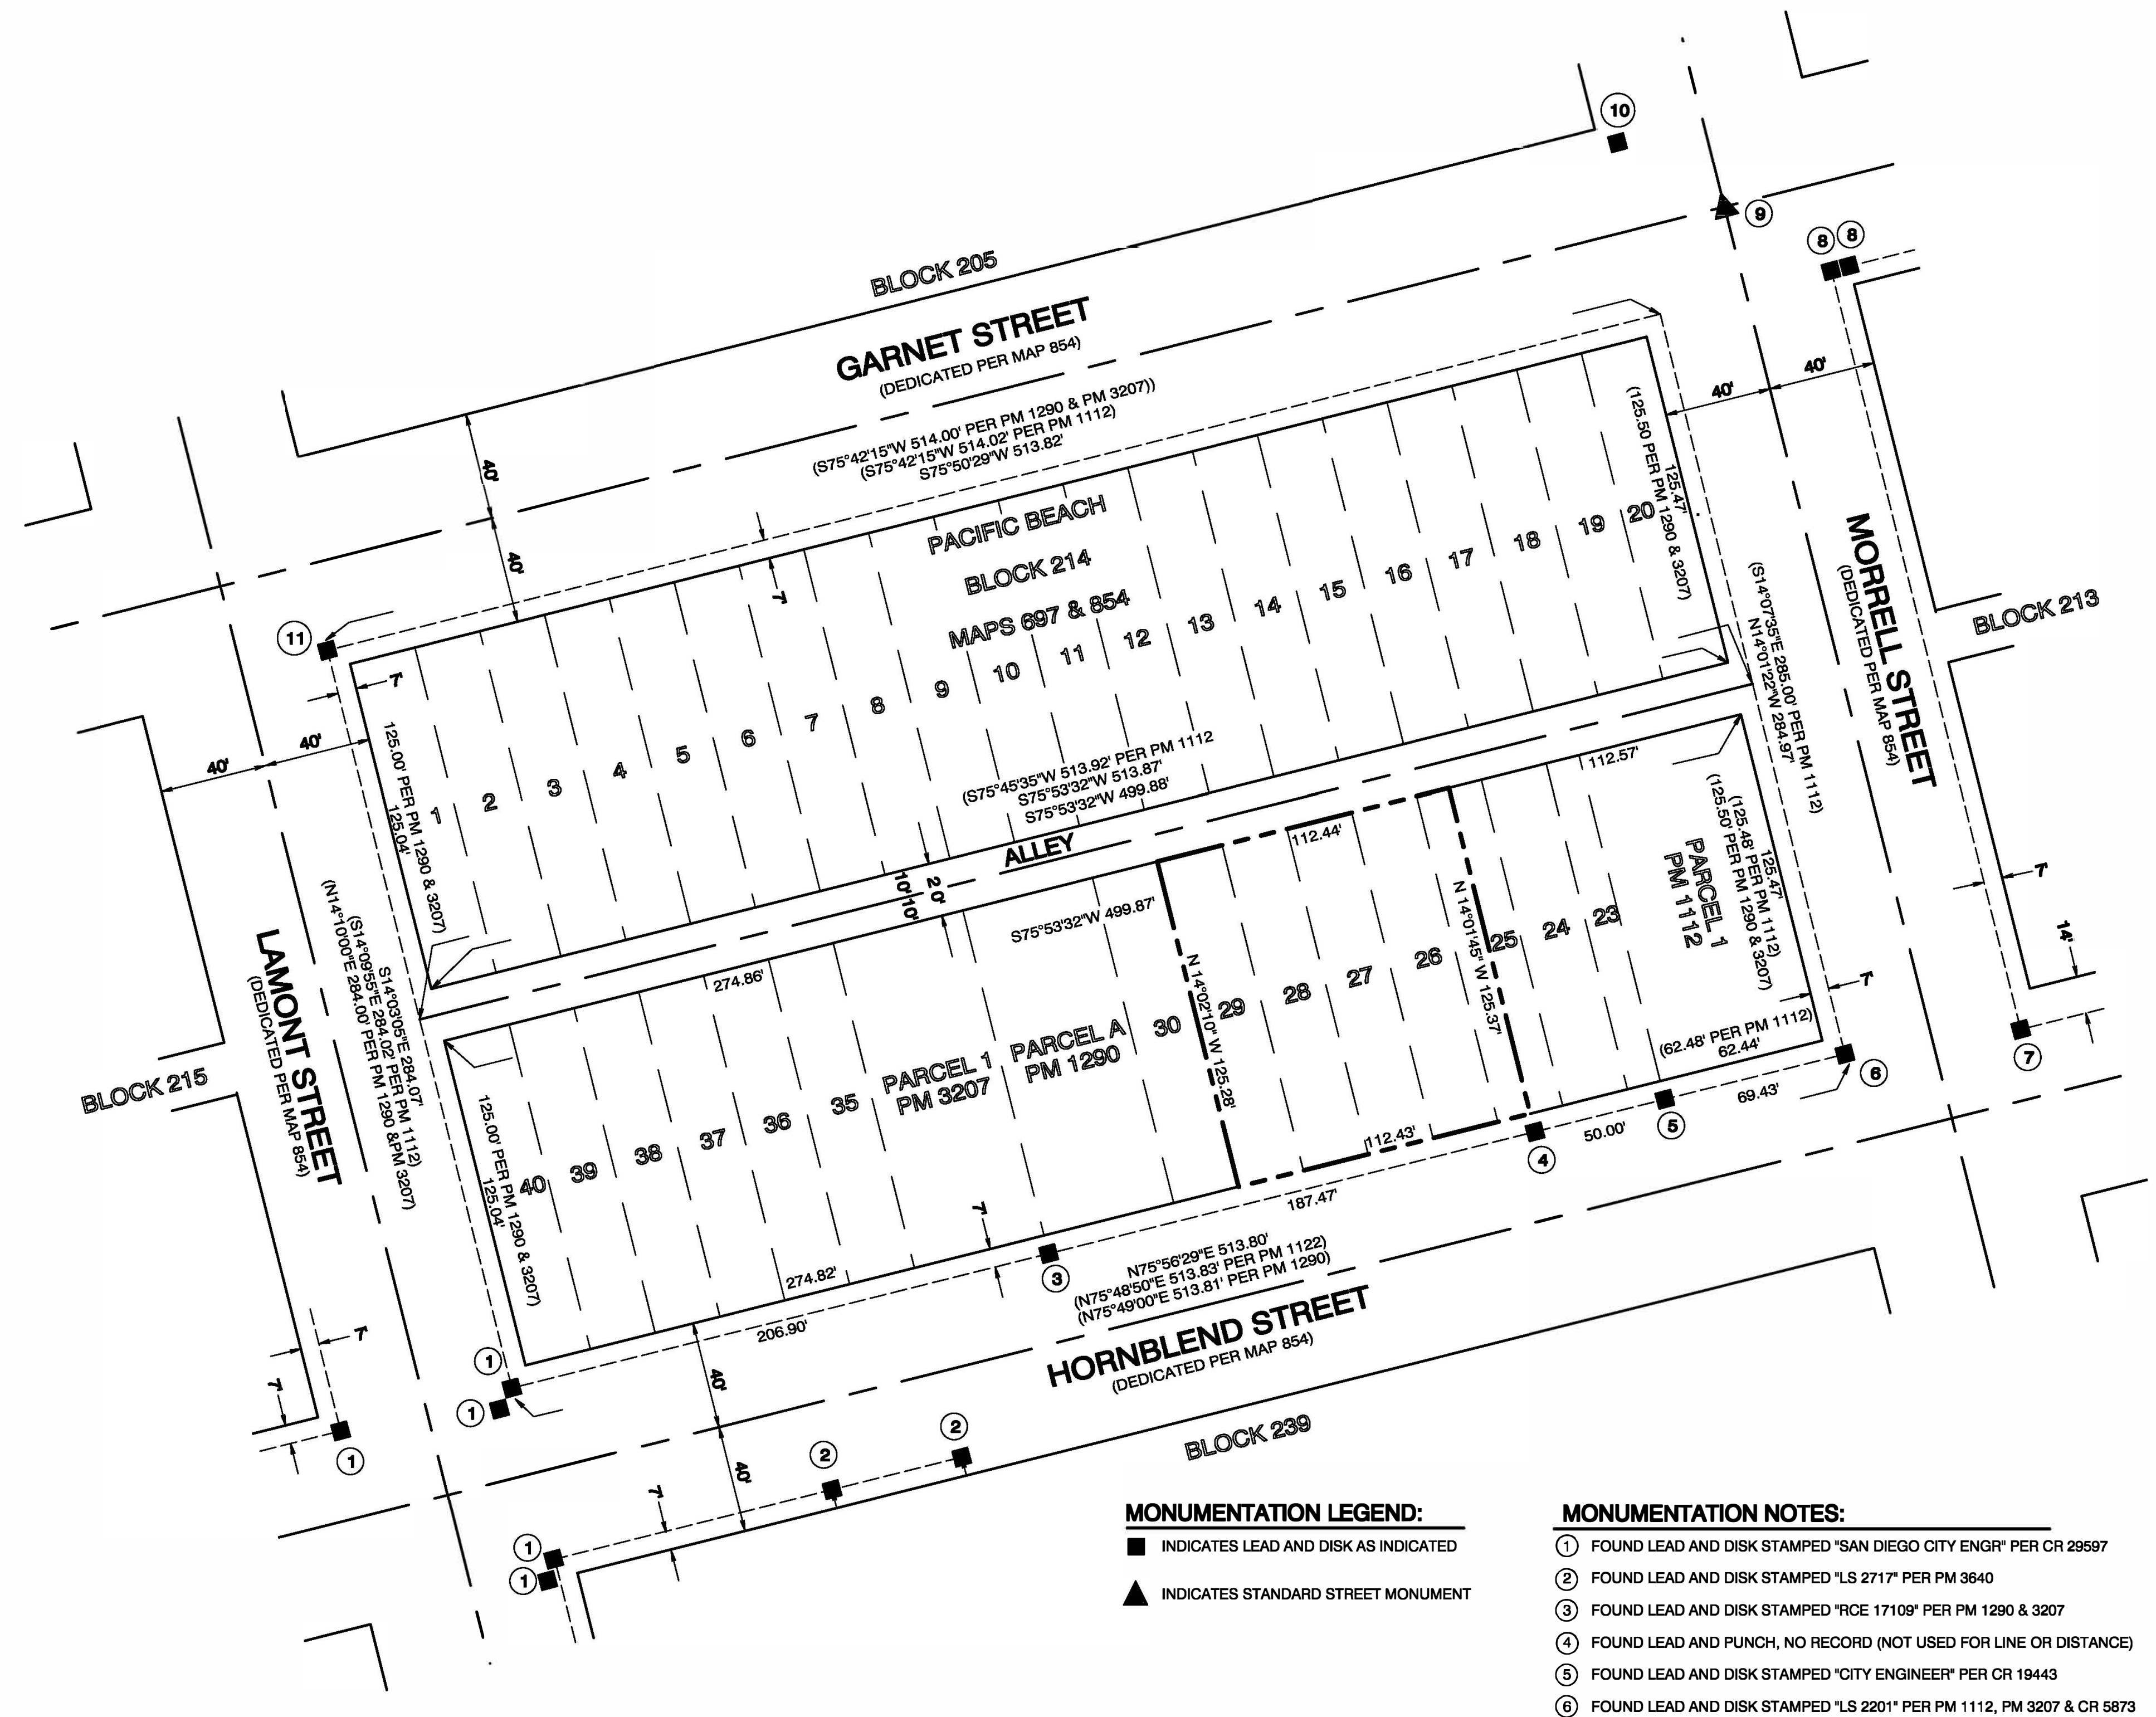 10
9
8
8
BLOCK 205
GARNET STREET
(DEDICATED PER MAP 854)
(S75°42'15"W 514.00' PER PM 1290 & PM 3207))
(S75°42'15"W 514.02' PER PM 1112)
S75°50'29"W 513.82'
40'
40'
40'
40'
7'
PACIFIC BEACH
BLOCK 214
MAPS 697 & 854
1
2
3
4
5
6
7
8
9
10
11
12
13
14
15
16
17
18
19
20
125.47'
(125.50 PER PM 1290 & 3207)
(S14°07'35"E 285.00' PER PM 1112)
N14°01'22"W 284.97'
MORRELL STREET
(DEDICATED PER MAP 854)
BLOCK 213
11
7'
40'
40'
125.00' PER PM 1290 & 3207)
125.04'
(S75°45'35"W 513.92' PER PM 1112
S75°53'32"W 513.87'
S75°53'32"W 499.88'
ALLEY
20'
10'
10'
112.57'
112.44'
S75°53'32"W 499.87'
274.86'
LAMONT STREET
(DEDICATED PER MAP 854)
S14°03'05"E 284.07'
(S14°09'55"E 284.02' PER PM 1112)
(N14°10'00"E 284.00' PER PM 1290 &PM 3207)
BLOCK 215
N 14°02'10" W 125.28'
N 14°01'45" W 125.37'
PARCEL 1
PM 1112
125.47'
(125.48' PER PM 1112)
(125.50' PER PM 1290 & 3207)
7'
7'
14'
40
39
38
37
36
35
PARCEL 1
PM 3207
PARCEL A
PM 1290
30
29
28
27
26
25
24
23
(62.48' PER PM 1112)
62.44'
6
7
69.43'
5
50.00'
4
112.43'
187.47'
125.00' PER PM 1290 & 3207)
125.04'
7'
3
274.82'
206.90'
N75°56'29"E 513.80'
(N75°48'50"E 513.83' PER PM 1122)
(N75°49'00"E 513.81' PER PM 1290)
HORNBLEND STREET
(DEDICATED PER MAP 854)
1
1
7'
7'
1
40'
40'
2
2
7'
1
1
BLOCK 239
MONUMENTATION LEGEND:
INDICATES LEAD AND DISK AS INDICATED
INDICATES STANDARD STREET MONUMENT
MONUMENTATION NOTES:
1 FOUND LEAD AND DISK STAMPED "SAN DIEGO CITY ENGR" PER CR 29597
2 FOUND LEAD AND DISK STAMPED "LS 2717" PER PM 3640
3 FOUND LEAD AND DISK STAMPED "RCE 17109" PER PM 1290 & 3207
4 FOUND LEAD AND PUNCH, NO RECORD (NOT USED FOR LINE OR DISTANCE)
5 FOUND LEAD AND DISK STAMPED "CITY ENGINEER" PER CR 19443
6 FOUND LEAD AND DISK STAMPED "LS 2201" PER PM 1112, PM 3207 & CR 5873